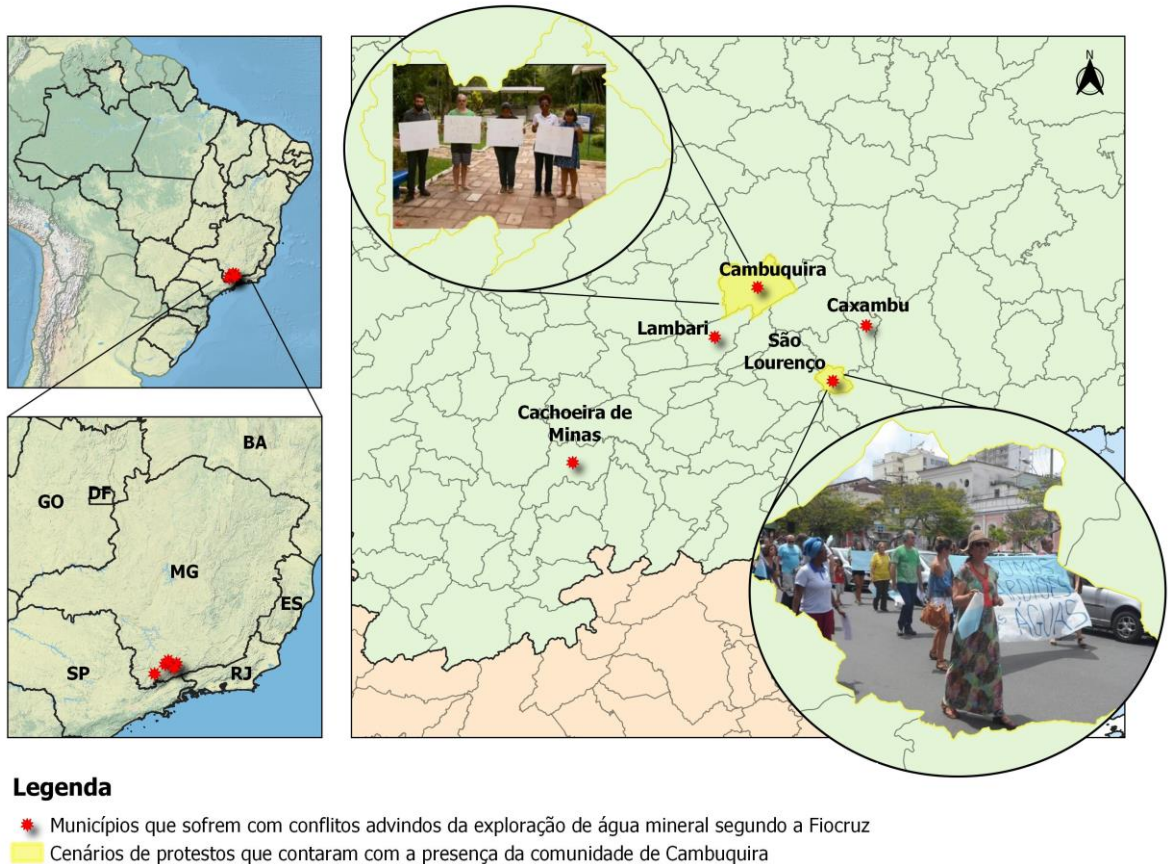 N
Cambuquira
Caxambu
Lambari
São
Lourenço
Cachoeira de
Minas
BA
GO
DF
MG
ES
SP
RJ
ÁGUAS
Legenda
Municípios que sofrem com conflitos advindos da exploração de água mineral segundo a Fiocruz
Cenários de protestos que contaram com a presença da comunidade de Cambuquira